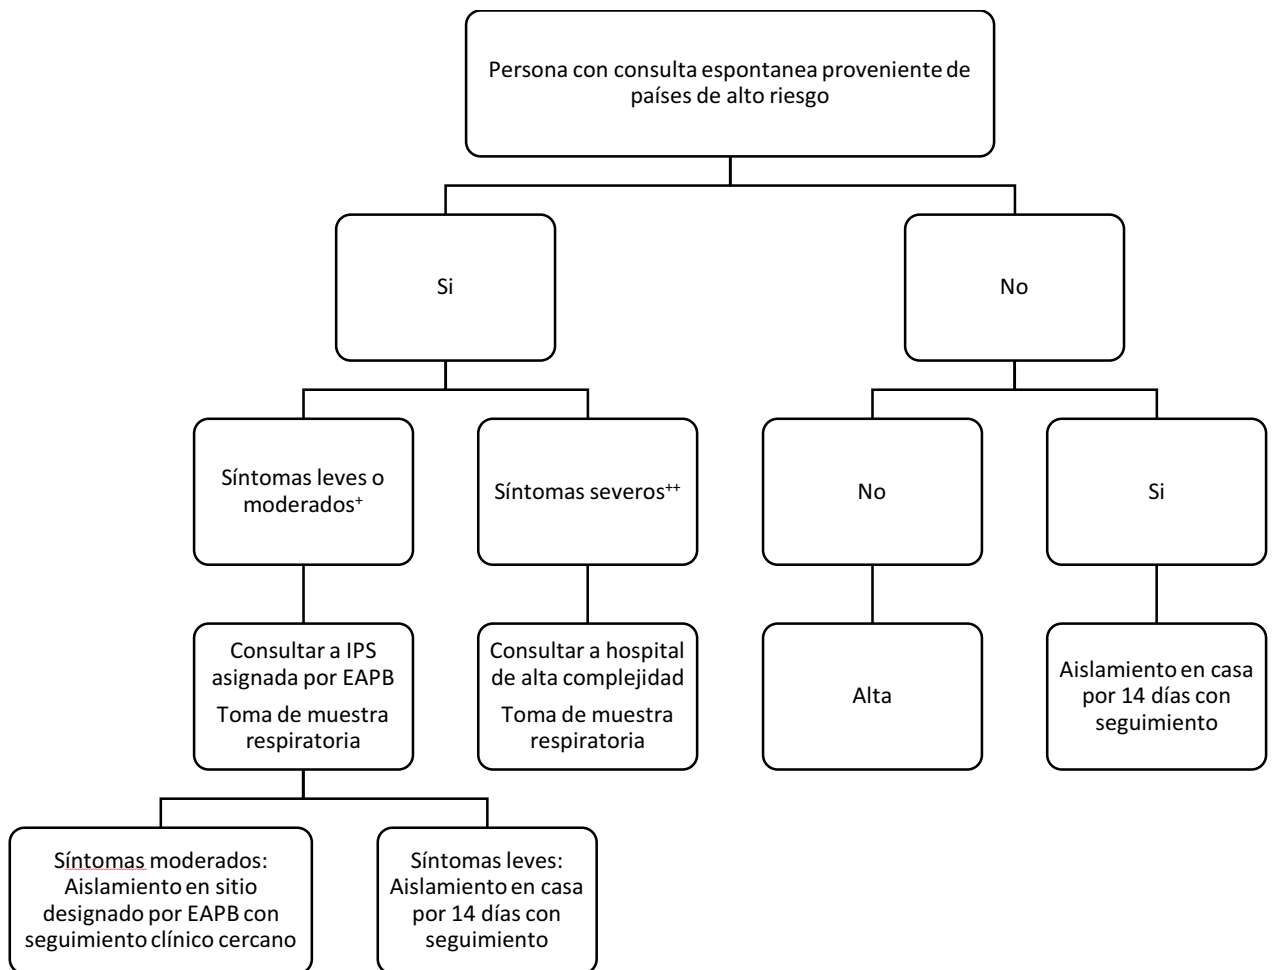 Persona con consulta espontanea proveniente de
países de alto riesgo
Si
No
Síntomas leves o
moderados⁺
Síntomas severos⁺⁺
No
Si
Consultar a IPS
asignada por EAPB
Toma de muestra
respiratoria
Consultar a hospital
de alta complejidad
Toma de muestra
respiratoria
Alta
Aislamiento en casa
por 14 días con
seguimiento
Síntomas moderados:
Aislamiento en sitio
designado por EAPB con
seguimiento clínico cercano
Síntomas leves:
Aislamiento en casa
por 14 días con
seguimiento